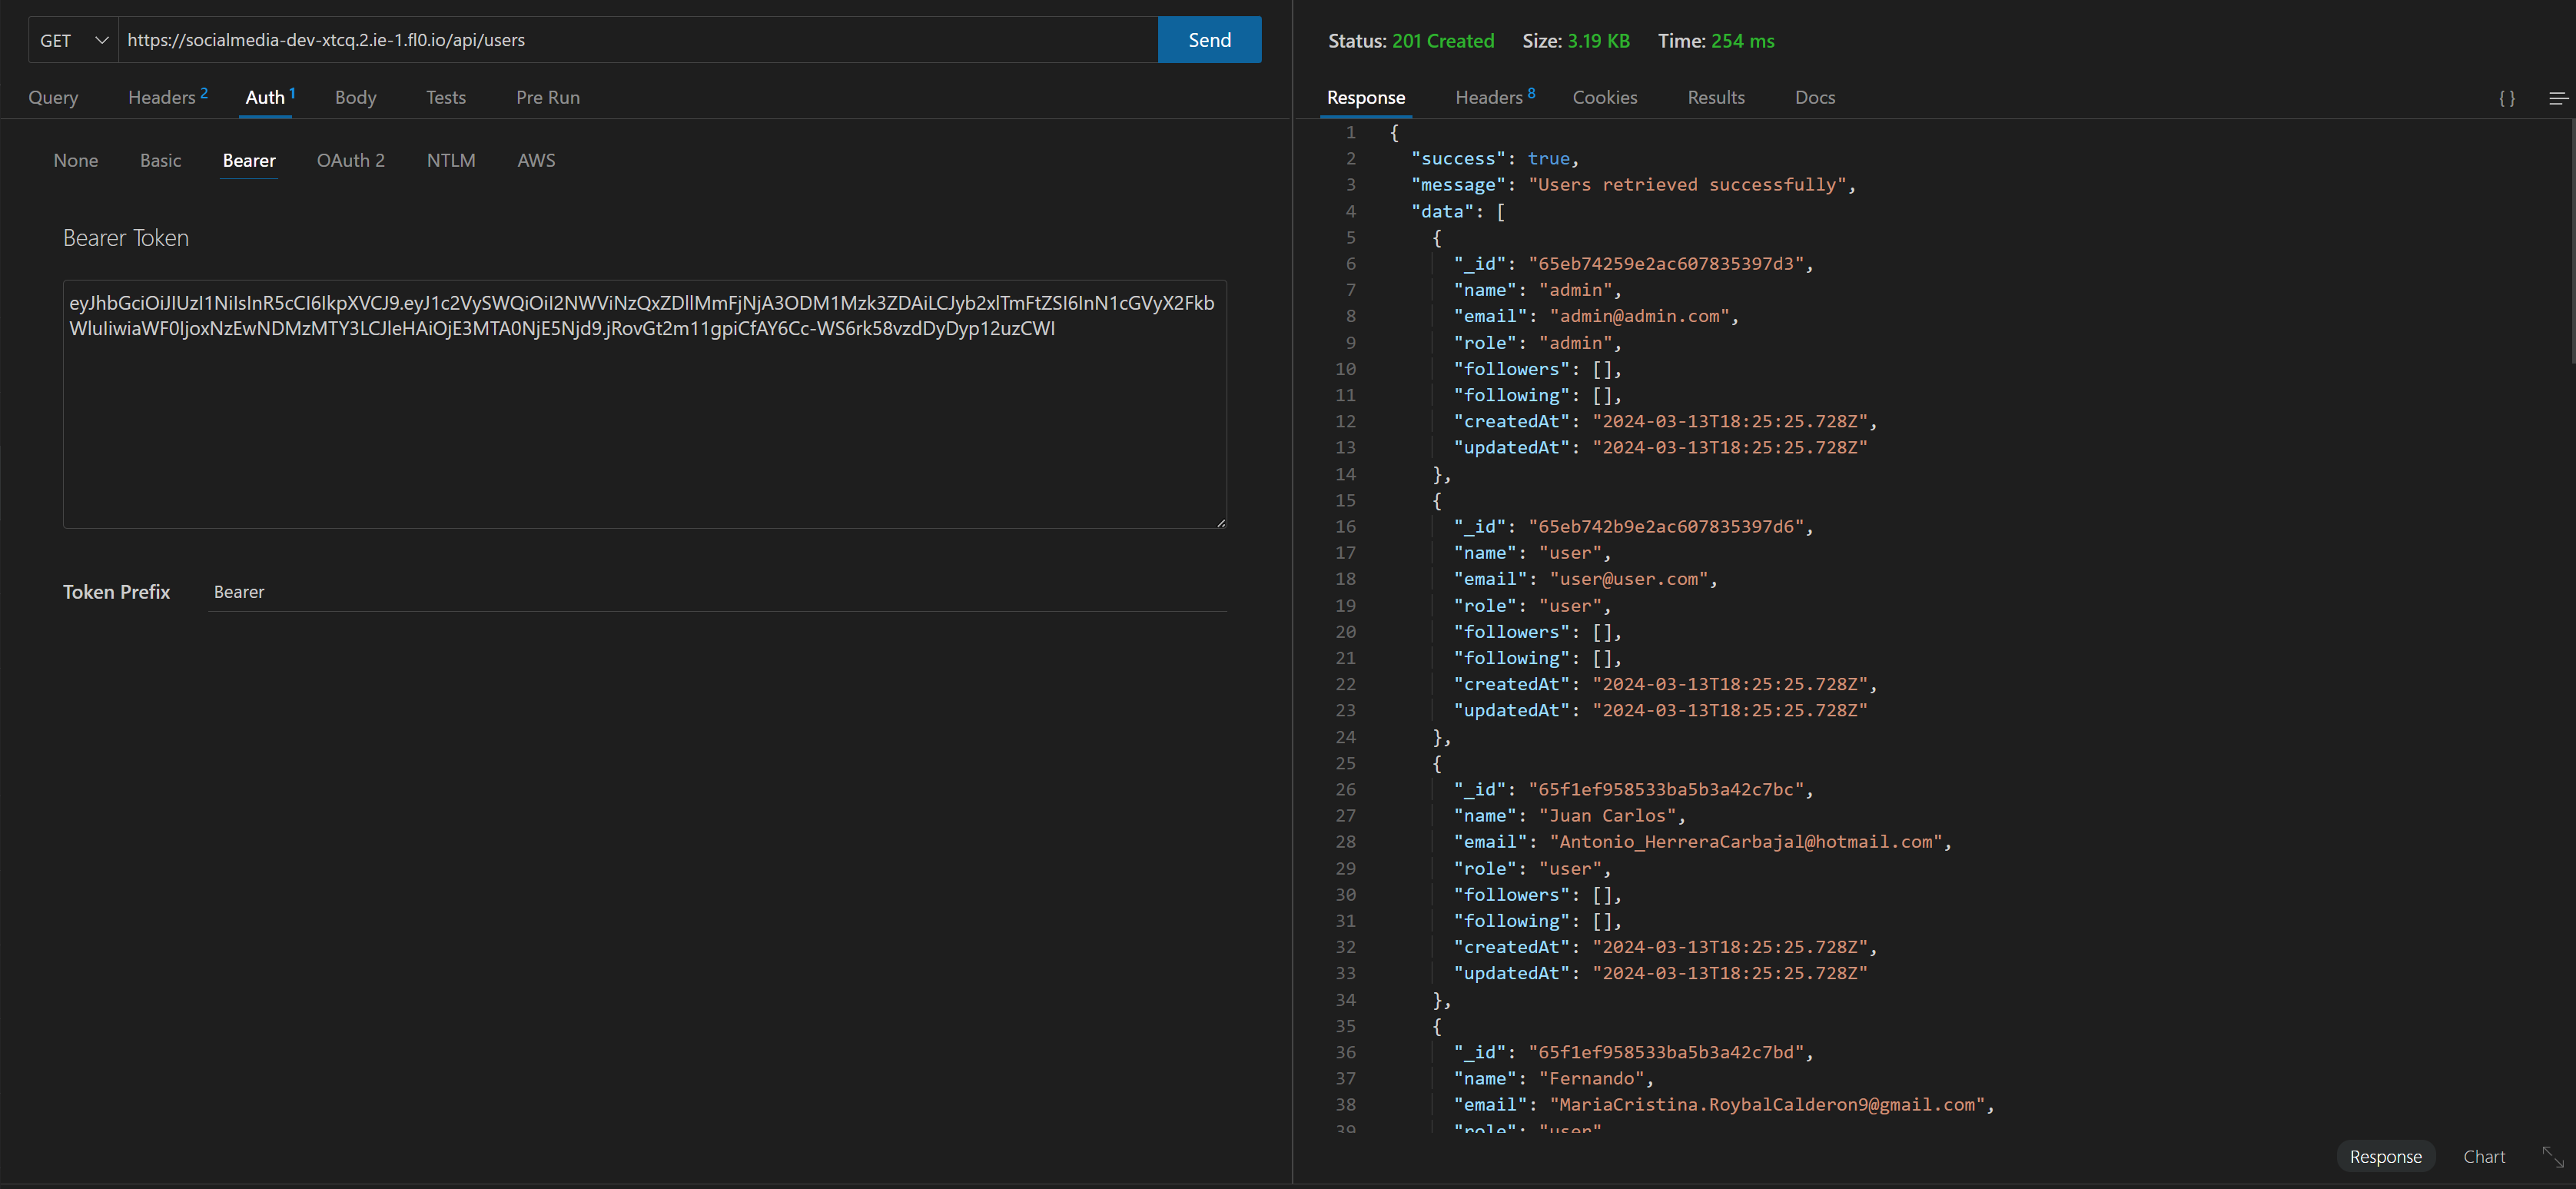 GET https://socialmedia-dev-xtcq.2.ie-1.fl0.io/api/users Send
Query Headers 2 Auth 1 Body Tests Pre Run
None Basic Bearer OAuth 2 NTLM AWS
Bearer Token
eyJhbGciOiJIUzI1NiIsInR5cCI6IkpXVCJ9.eyJ1c2VySWQiOiI2NWViNzQxZDllMmFjNjA3ODM1Mzk3ZDAiLCJyb2xlTmFtZSI6InN1cGVyX2Fkb
WluIiwiaWF0IjoxNzEwNDMzMTY3LCJleHAiOjE3MTA0NjE5Njd9.jRovGt2m11gpiCfAY6Cc-WS6rk58vzdDyDyp12uzCWI
Token Prefix Bearer
Status: 201 Created Size: 3.19 KB Time: 254 ms
Response Headers 8 Cookies Results Docs { }
1 {
2 "success": true,
3 "message": "Users retrieved successfully",
4 "data": [
5 {
6 "_id": "65eb74259e2ac607835397d3",
7 "name": "admin",
8 "email": "admin@admin.com",
9 "role": "admin",
10 "followers": [],
11 "following": [],
12 "createdAt": "2024-03-13T18:25:25.728Z",
13 "updatedAt": "2024-03-13T18:25:25.728Z"
14 },
15 {
16 "_id": "65eb742b9e2ac607835397d6",
17 "name": "user",
18 "email": "user@user.com",
19 "role": "user",
20 "followers": [],
21 "following": [],
22 "createdAt": "2024-03-13T18:25:25.728Z",
23 "updatedAt": "2024-03-13T18:25:25.728Z"
24 },
25 {
26 "_id": "65f1ef958533ba5b3a42c7bc",
27 "name": "Juan Carlos",
28 "email": "Antonio_HerreraCarbajal@hotmail.com",
29 "role": "user",
30 "followers": [],
31 "following": [],
32 "createdAt": "2024-03-13T18:25:25.728Z",
33 "updatedAt": "2024-03-13T18:25:25.728Z"
34 },
35 {
36 "_id": "65f1ef958533ba5b3a42c7bd",
37 "name": "Fernando",
38 "email": "MariaCristina.RoybalCalderon9@gmail.com",
39 "role": "user"
Response Chart